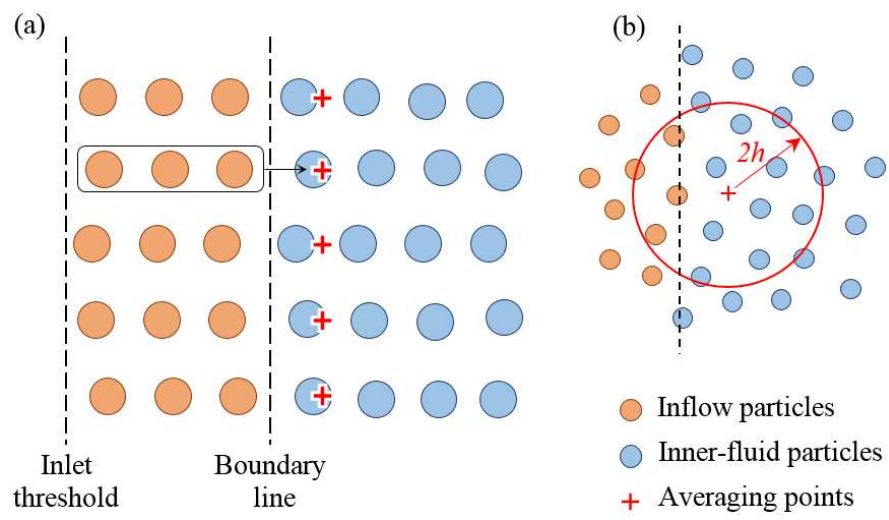 (a)
(b)
2h
Inlet
threshold
Boundary
line
Inflow particles
Inner-fluid particles
Averaging points